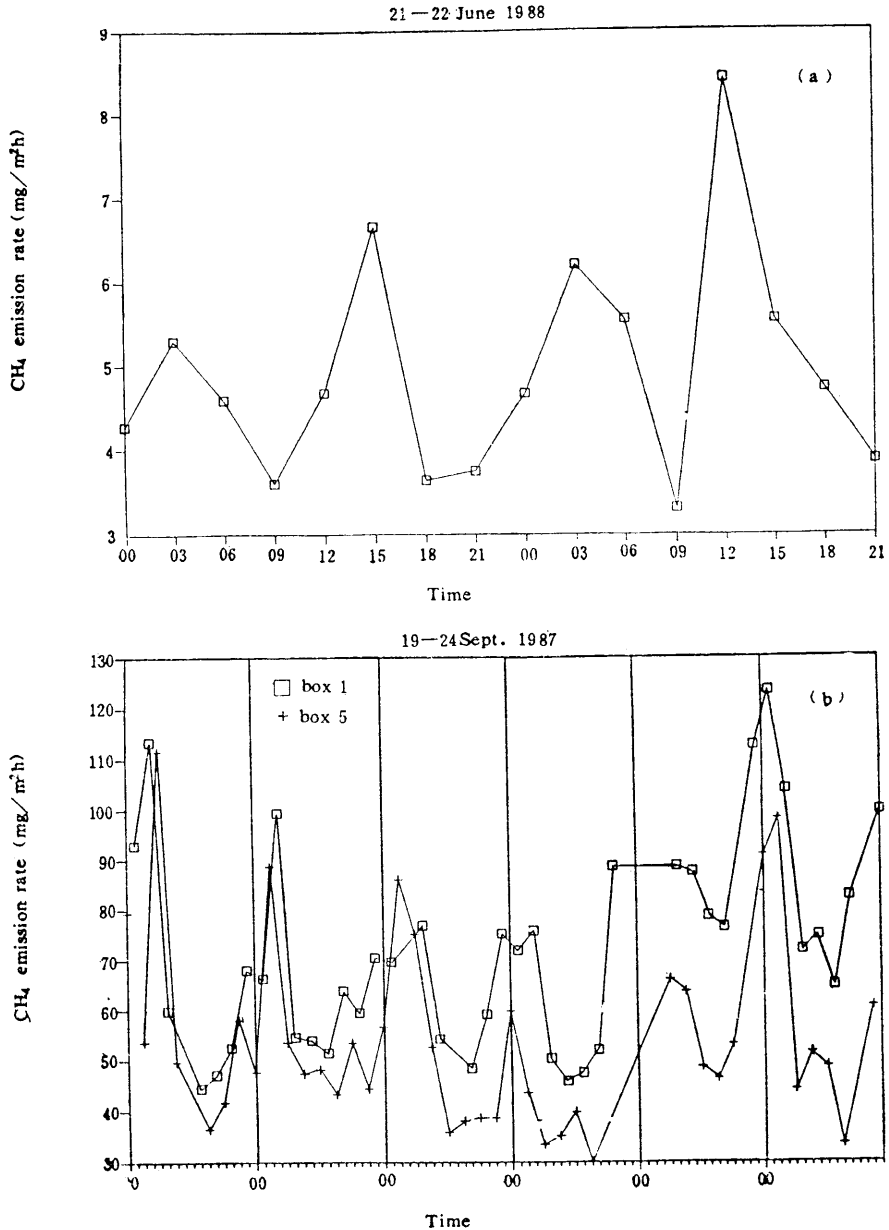 21—22 June 1988
(a)
CH₄ emission rate (mg/m²h)
9
8
7
6
5
4
3
00 03 06 09 12 15 18 21 00 03 06 09 12 15 18 21
Time
19—24 Sept. 1987
(b)
box 1
box 5
CH₄ emission rate (mg/m²h)
130
120
110
100
90
80
70
60
50
40
30
00 00 00 00 00
Time